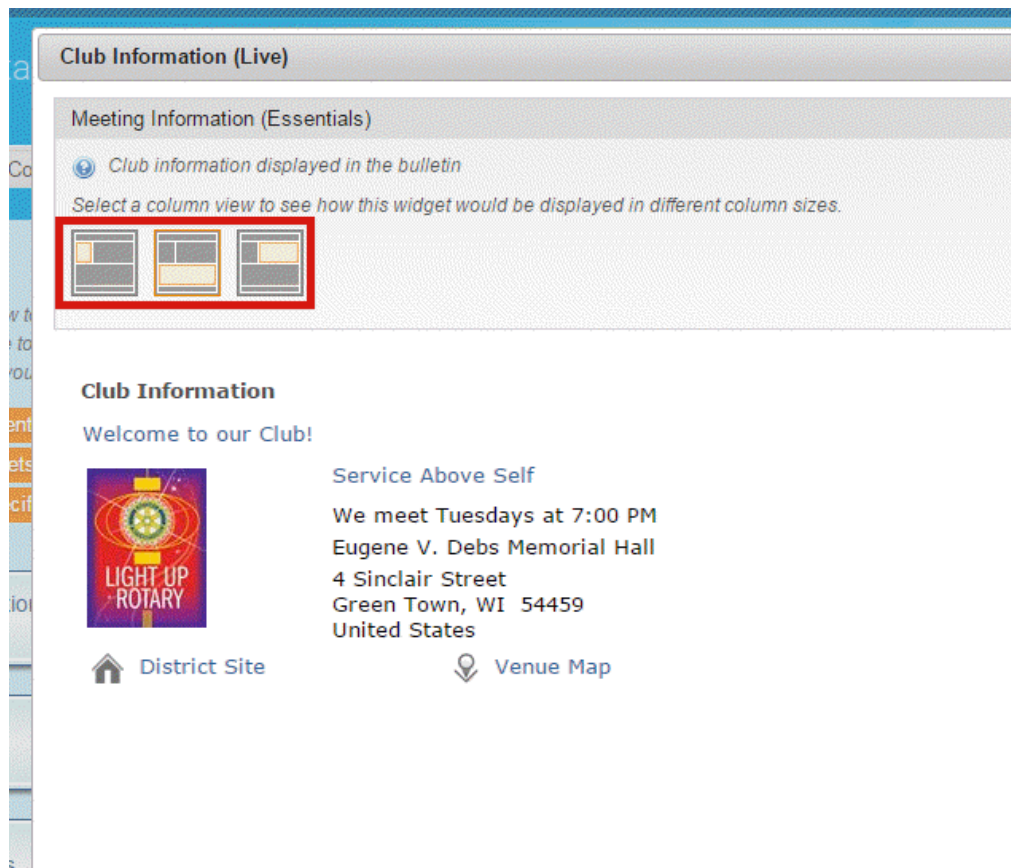 Club Information (Live)
Meeting Information (Essentials)
Club information displayed in the bulletin
Select a column view to see how this widget would be displayed in different column sizes.
Club Information
Welcome to our Club!
LIGHT UP
ROTARY
Service Above Self
We meet Tuesdays at 7:00 PM
Eugene V. Debs Memorial Hall
4 Sinclair Street
Green Town, WI 54459
United States
District Site
Venue Map